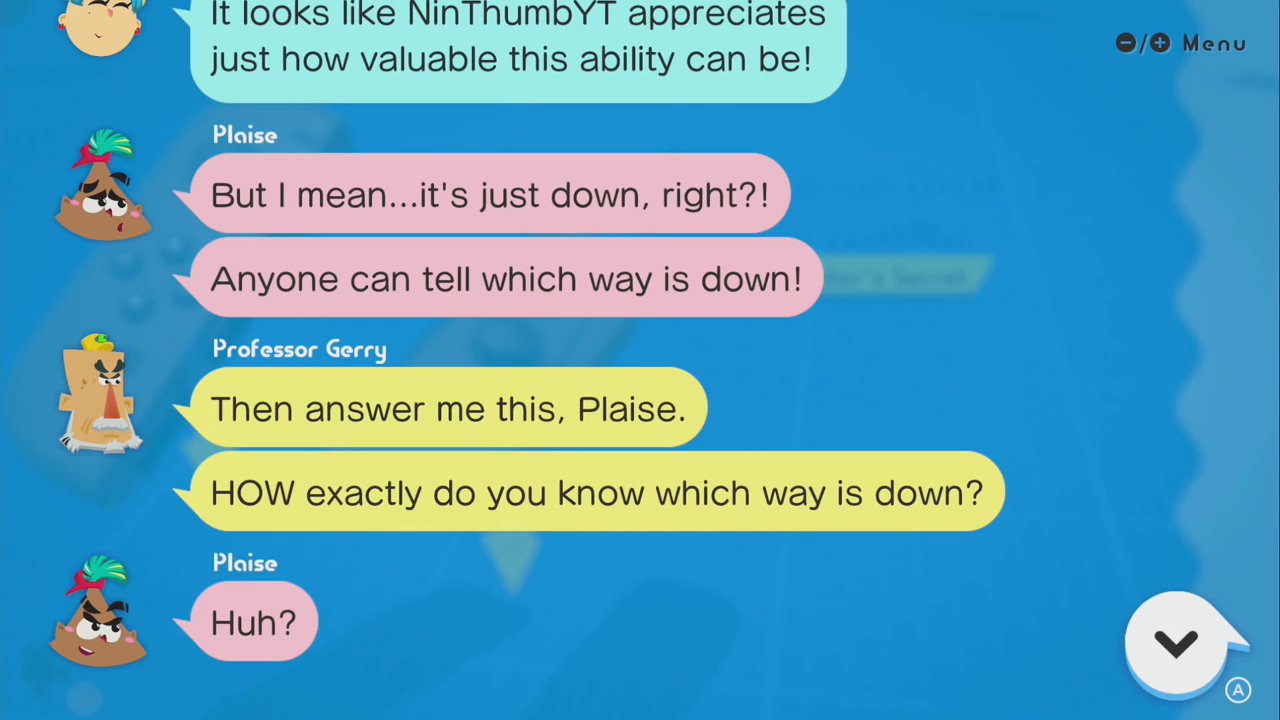 It looks like NinThumbYT appreciates
just how valuable this ability can be!
⊖/⊕ Menu
Plaise
But I mean...it's just down, right?!
Anyone can tell which way is down!
Professor Gerry
Then answer me this, Plaise.
HOW exactly do you know which way is down?
Plaise
Huh?
A